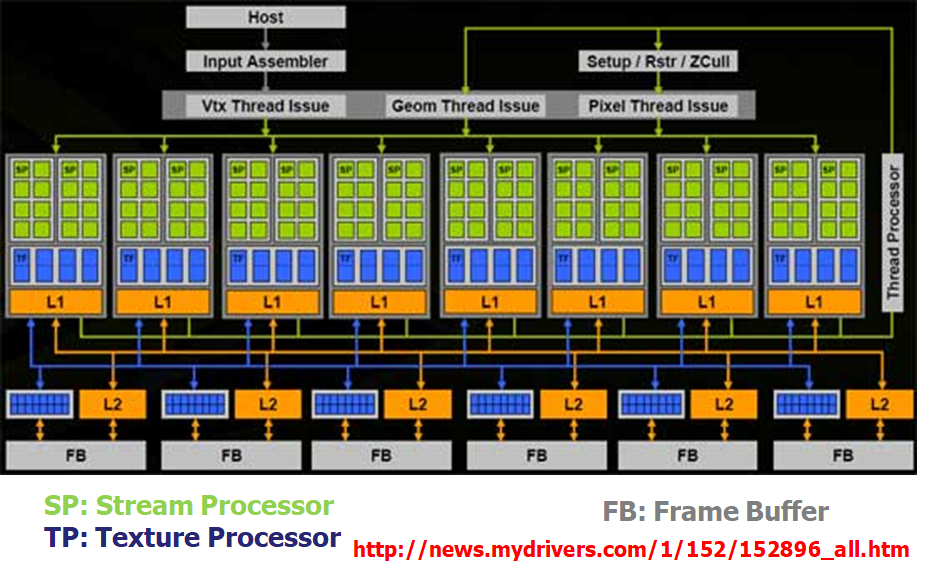 Host
Input Assembler
Setup / Rstr / ZCull
Vtx Thread Issue Geom Thread Issue Pixel Thread Issue
SP SP SP SP SP SP SP SP SP SP SP SP SP SP SP SP
Thread Processor
TF TF TF TF TF TF TF TF
L1 L1 L1 L1 L1 L1 L1 L1
L2 L2 L2 L2 L2 L2
FB FB FB FB FB FB
SP: Stream Processor
FB: Frame Buffer
TP: Texture Processor
http://news.mydrivers.com/1/152/152896_all.htm